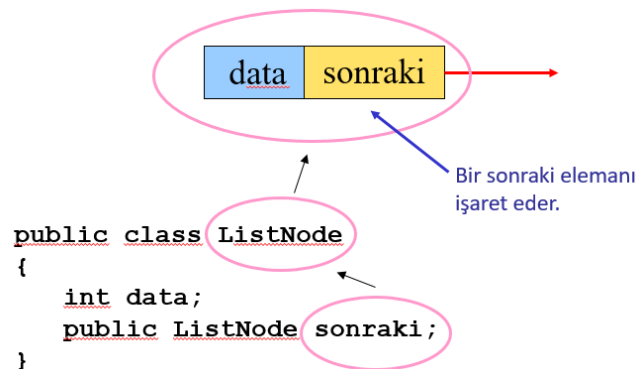 data sonraki
Bir sonraki elemanı
işaret eder.
public class ListNode
{
int data;
public ListNode sonraki;
}